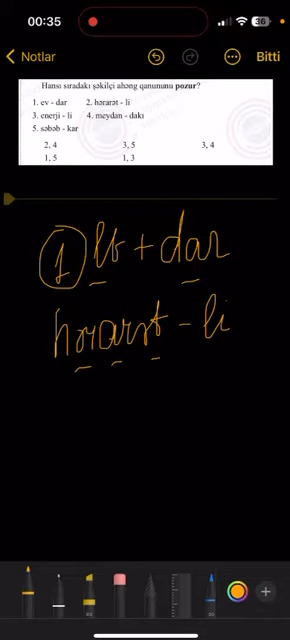 00:35
36
Notlar
Bitti
Hansı sıradakı şəkilçi ahəng qanununu pozur?
1. ev - dar 2. hərarət - li
3. enerji - li 4. meydan - dakı
5. səbəb - kar
2, 4 3, 5 3, 4
1, 5 1, 3
1 + dar
hərarət - li